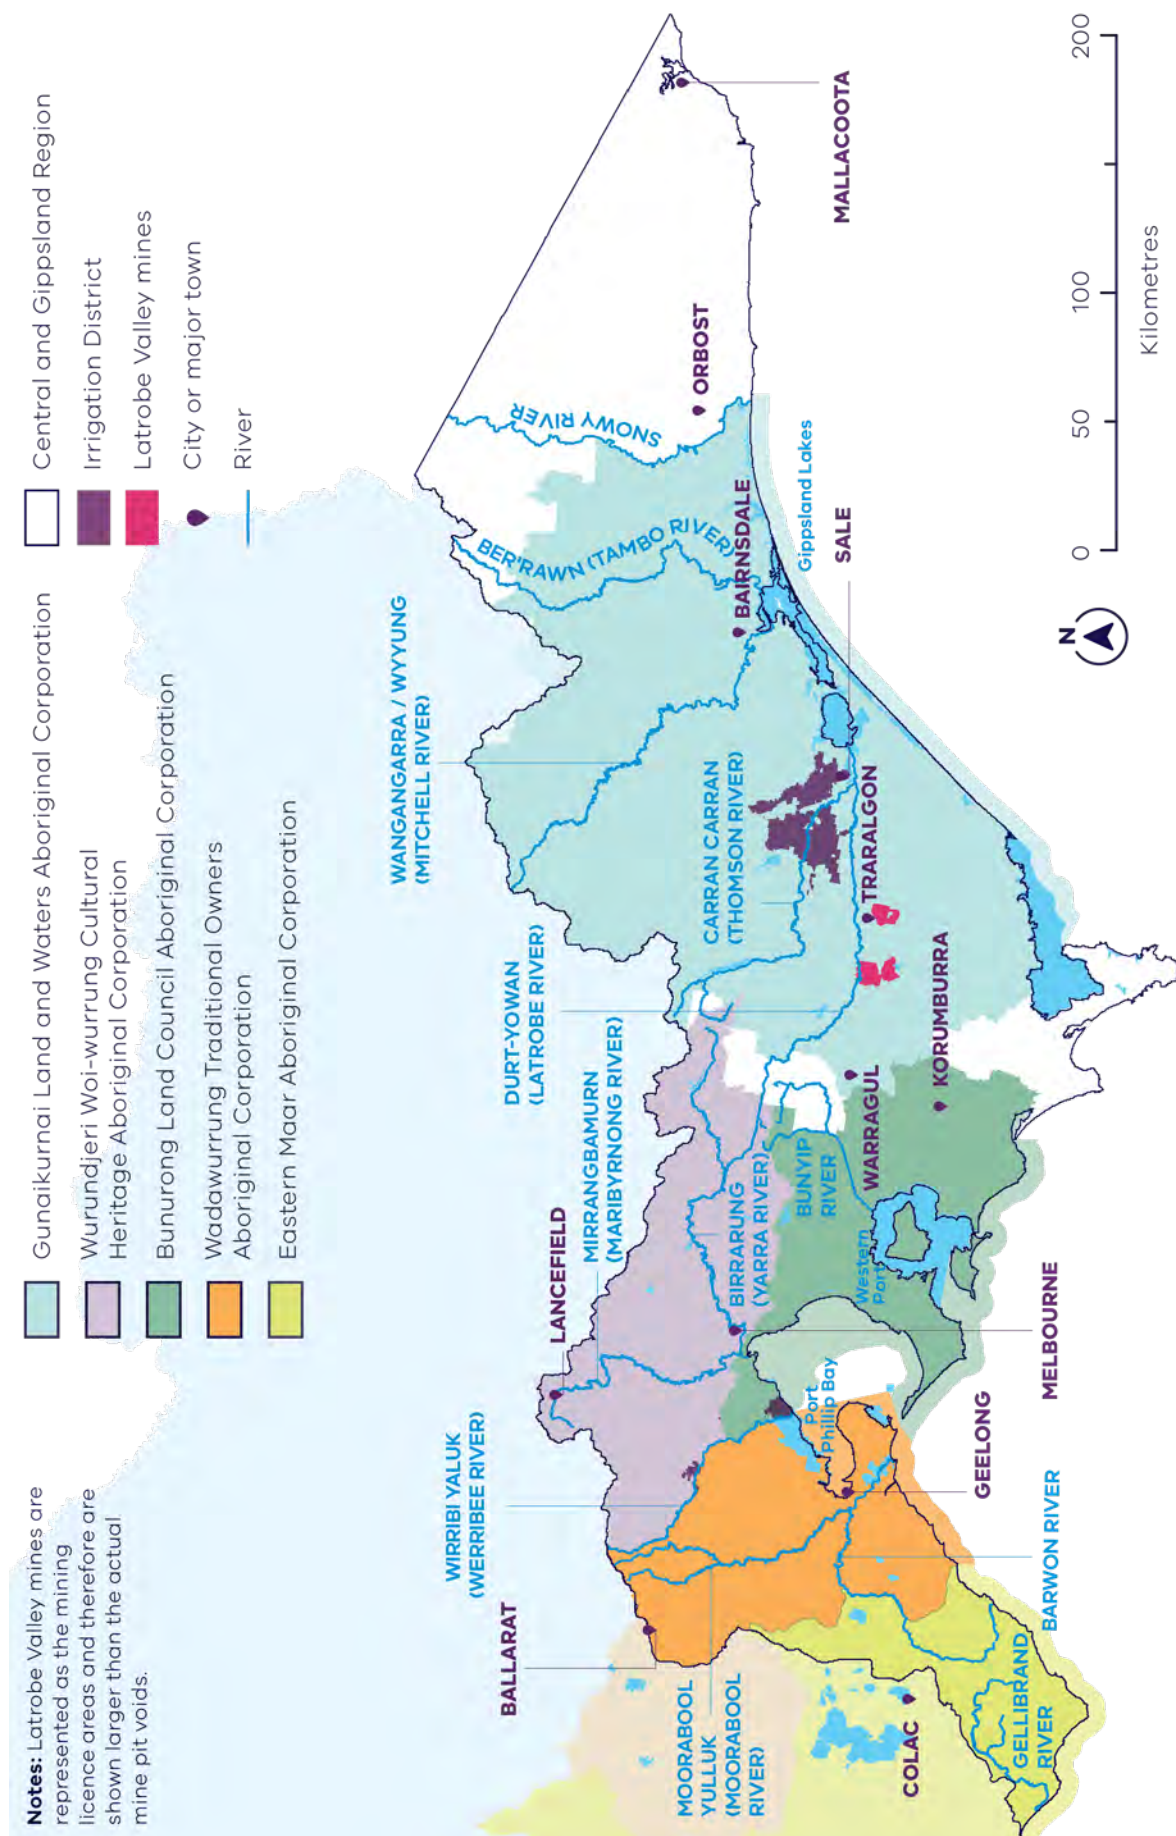 Notes: Latrobe Valley mines are
represented as the mining
licence areas and therefore are
shown larger than the actual
mine pit voids.
Gunaikurnai Land and Waters Aboriginal Corporation
Wurundjeri Woi-wurrung Cultural
Heritage Aboriginal Corporation
Bunurong Land Council Aboriginal Corporation
Wadawurrung Traditional Owners
Aboriginal Corporation
Eastern Maar Aboriginal Corporation
Central and Gippsland Region
Irrigation District
Latrobe Valley mines
City or major town
River
WANGANGARRA / WYYUNG
(MITCHELL RIVER)
BER'RAWN (TAMBO RIVER)
SNOWY RIVER
WIRRIBI YALUK
(WERRIBEE RIVER)
LANCEFIELD
DURT-YOWAN
(LATROBE RIVER)
MIRRANGBAMURN
(MARIBYRNONG RIVER)
BALLARAT
ORBOST
BAIRNSDALE
CARRAN CARRAN
(THOMSON RIVER)
BIRRARUNG
(YARRA RIVER)
BUNYIP
RIVER
MOORABOOL
YULLUK
(MOORABOOL
RIVER)
Gippsland Lakes
Port
Phillip Bay
Western
Port
MALLACOOTA
SALE
TRARALGON
WARRAGUL
KORUMBURRA
COLAC
GEELONG
MELBOURNE
GELLIBRAND
RIVER
BARWON RIVER
N
0
50
100
200
Kilometres